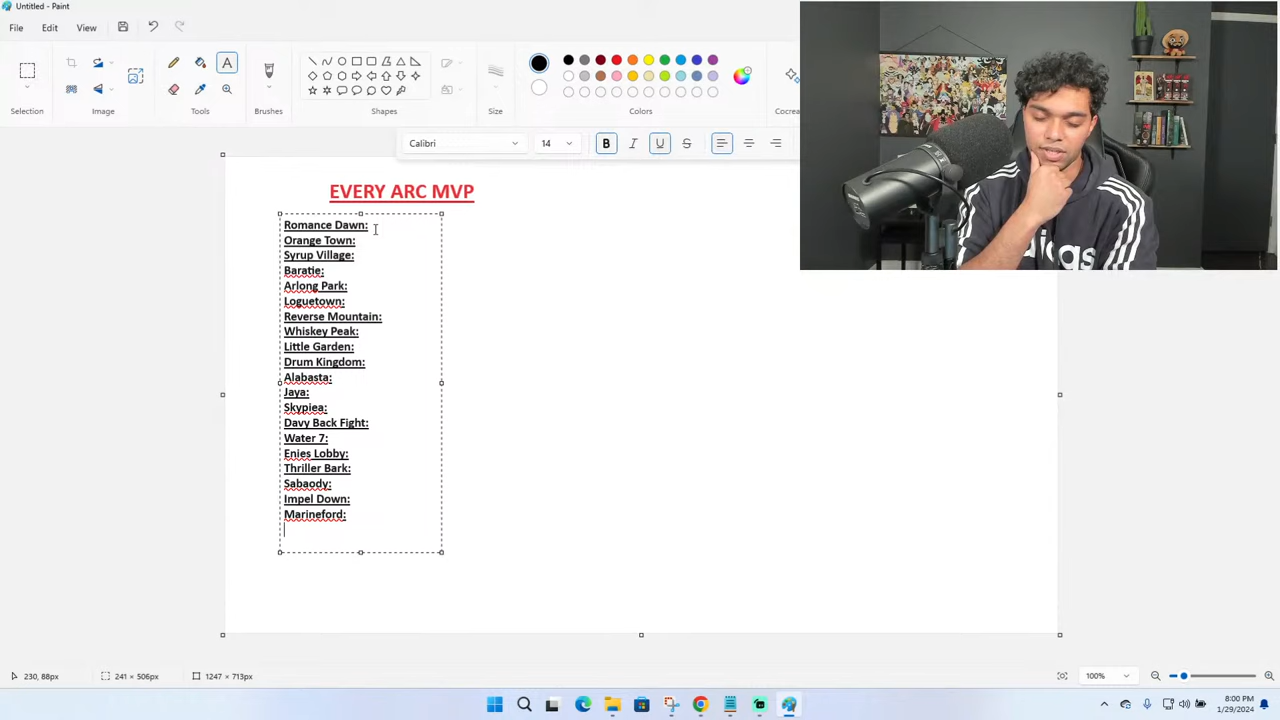 Untitled - Paint
File Edit View
A
Selection Image Tools Brushes Shapes Size Colors Cocrea
Calibri 14 B I U S
EVERY ARC MVP
Romance Dawn:
Orange Town:
Syrup Village:
Baratie:
Arlong Park:
Loguetown:
Reverse Mountain:
Whiskey Peak:
Little Garden:
Drum Kingdom:
Alabasta:
Jaya:
Skypiea:
Davy Back Fight:
Water 7:
Enies Lobby:
Thriller Bark:
Sabaody:
Impel Down:
Marineford:
adidas
230, 88px 241 × 506px 1247 × 713px 100%
8:00 PM
1/29/2024